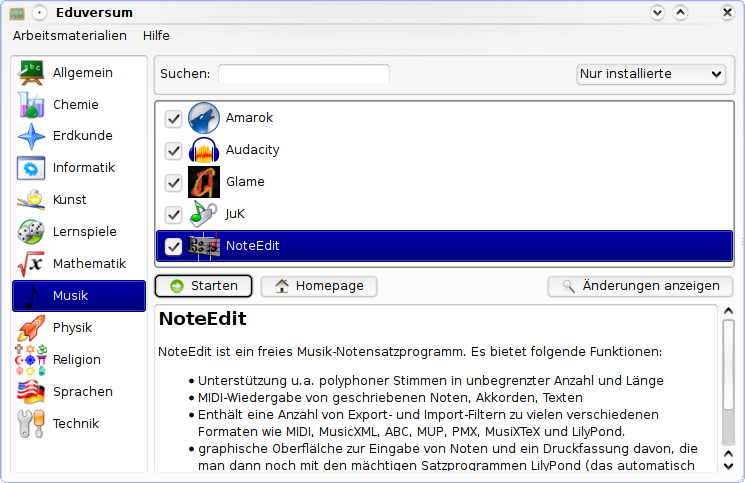 Eduversum
Arbeitsmaterialien Hilfe
Allgemein
Chemie
Erdkunde
Informatik
Kunst
Lernspiele
Mathematik
Musik
Physik
Religion
Sprachen
Technik
Suchen: Nur installierte
Amarok
Audacity
Glame
JuK
NoteEdit
Starten Homepage Änderungen anzeigen
NoteEdit
NoteEdit ist ein freies Musik-Notensatzprogramm. Es bietet folgende Funktionen:
• Unterstützung u.a. polyphoner Stimmen in unbegrenzter Anzahl und Länge
• MIDI-Wiedergabe von geschriebenen Noten, Akkorden, Texten
• Enthält eine Anzahl von Export- und Import-Filtern zu vielen verschiedenen
Formaten wie MIDI, MusicXML, ABC, MUP, PMX, MusiXTeX und LilyPond.
• graphische Oberflälche zur Eingabe von Noten und ein Druckfassung davon, die
man dann noch mit den mächtigen Satzprogrammen LilyPond (das automatisch